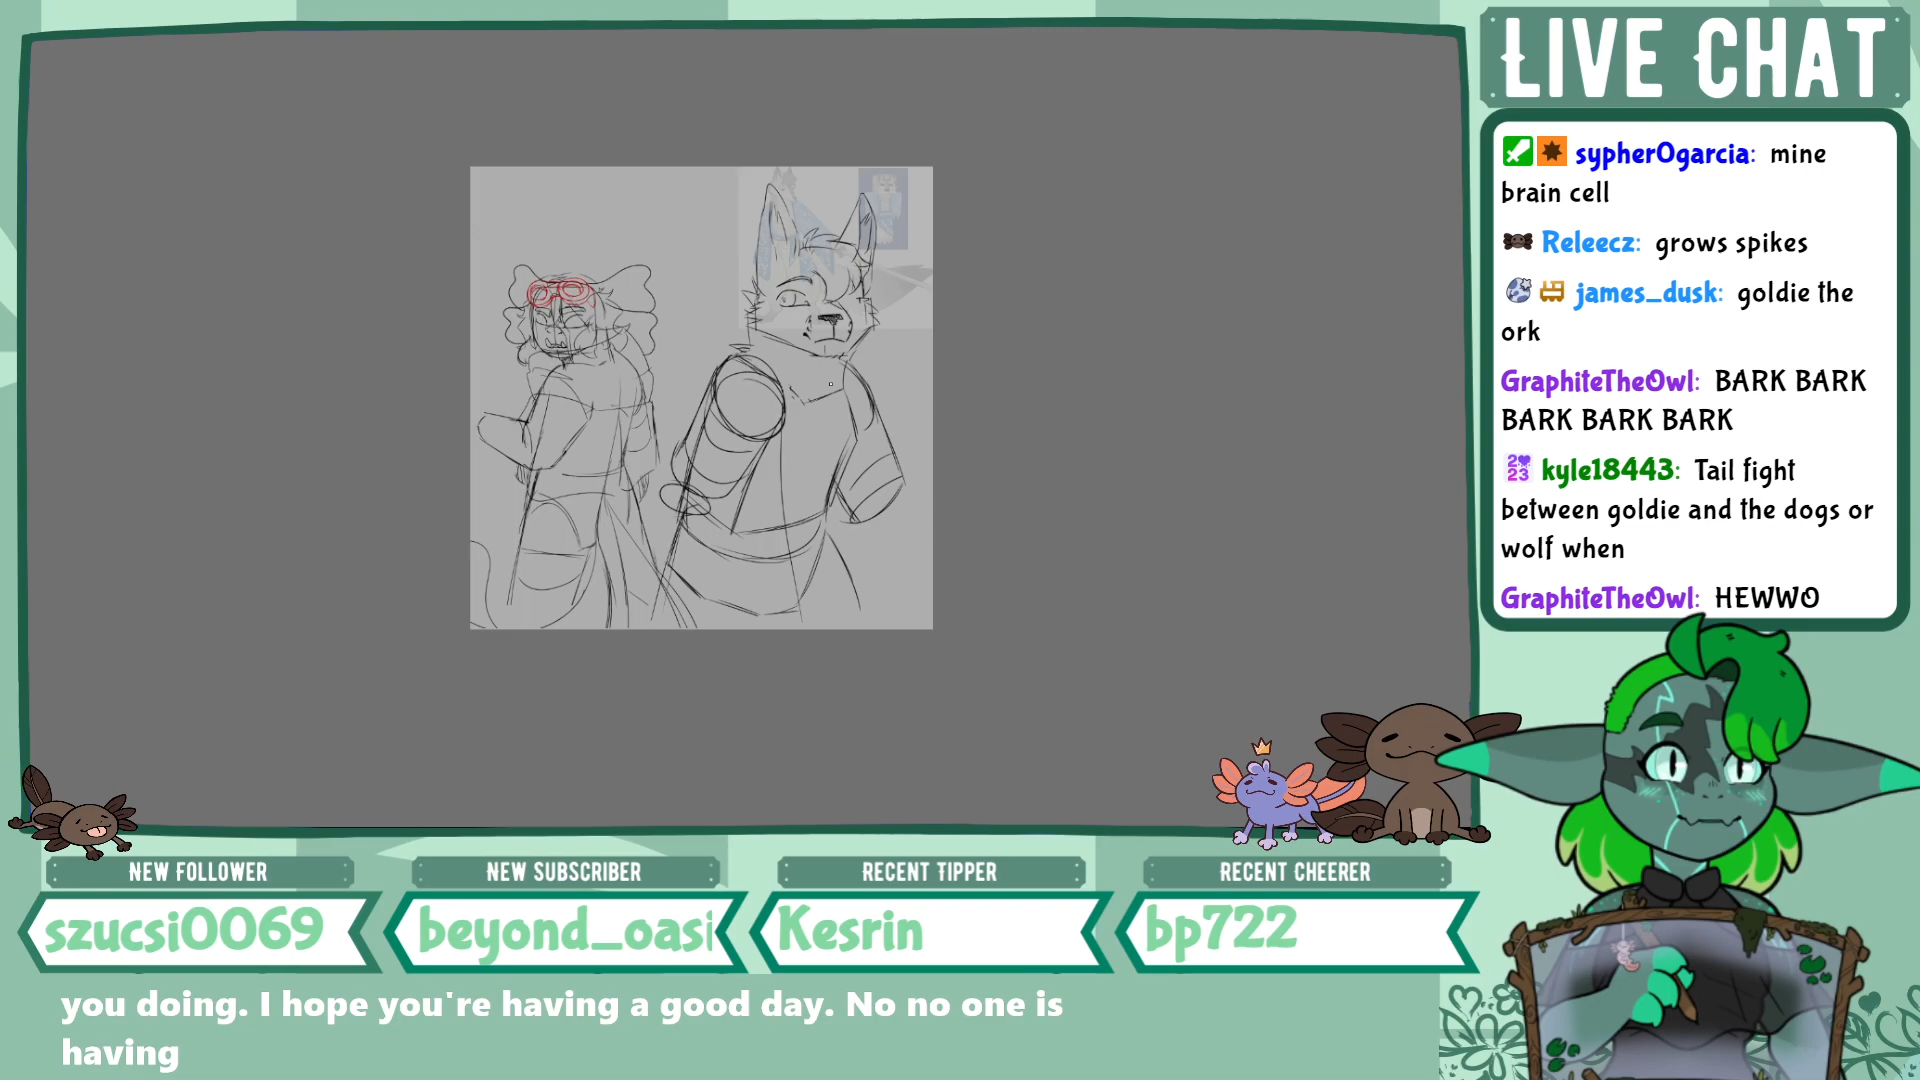 LIVE CHAT
sypher0garcia: mine
brain cell
Releecz: grows spikes
james_dusk: goldie the
ork
GraphiteTheOwl: BARK BARK
BARK BARK BARK
2023 kyle18443: Tail fight
between goldie and the dogs or
wolf when
GraphiteTheOwl: HEWWO
NEW FOLLOWER
szucsi0069
NEW SUBSCRIBER
beyond_oasi
RECENT TIPPER
Kesrin
RECENT CHEERER
bp722
you doing. I hope you're having a good day. No no one is
having